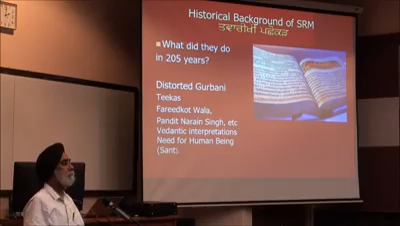 Historical Background of SRM
ਤਵਾਰੀਖੀ ਪਛੋਕੜ
What did they do
in 205 years?
Distorted Gurbani
Teekas
Fareedkot Wala,
Pandit Narain Singh, etc
Vedantic interpretations
Need for Human Being
(Sant).